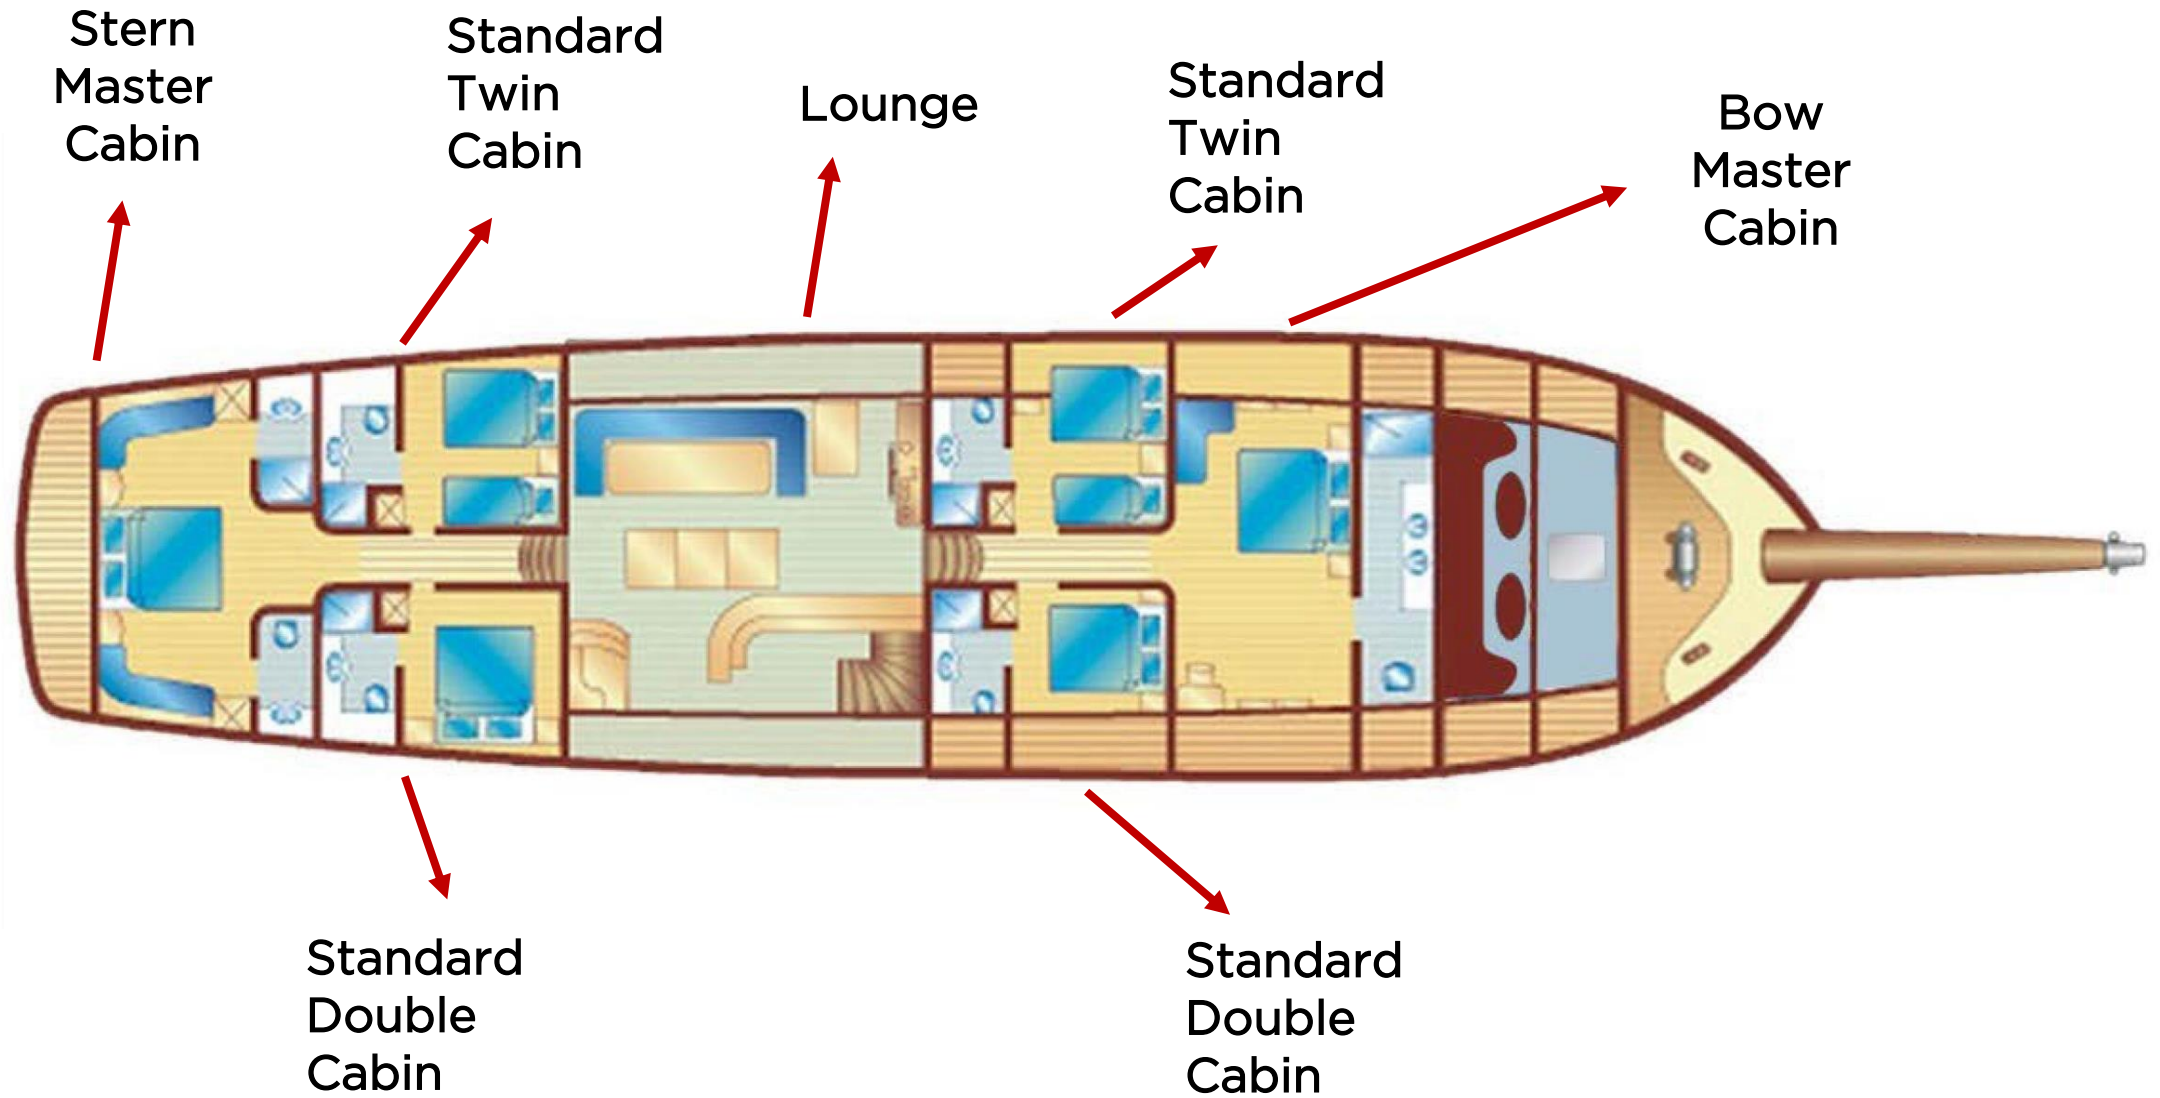 Stern
Master
Cabin
Standard
Twin
Cabin
Lounge
Standard
Twin
Cabin
Bow
Master
Cabin
Standard
Double
Cabin
Standard
Double
Cabin